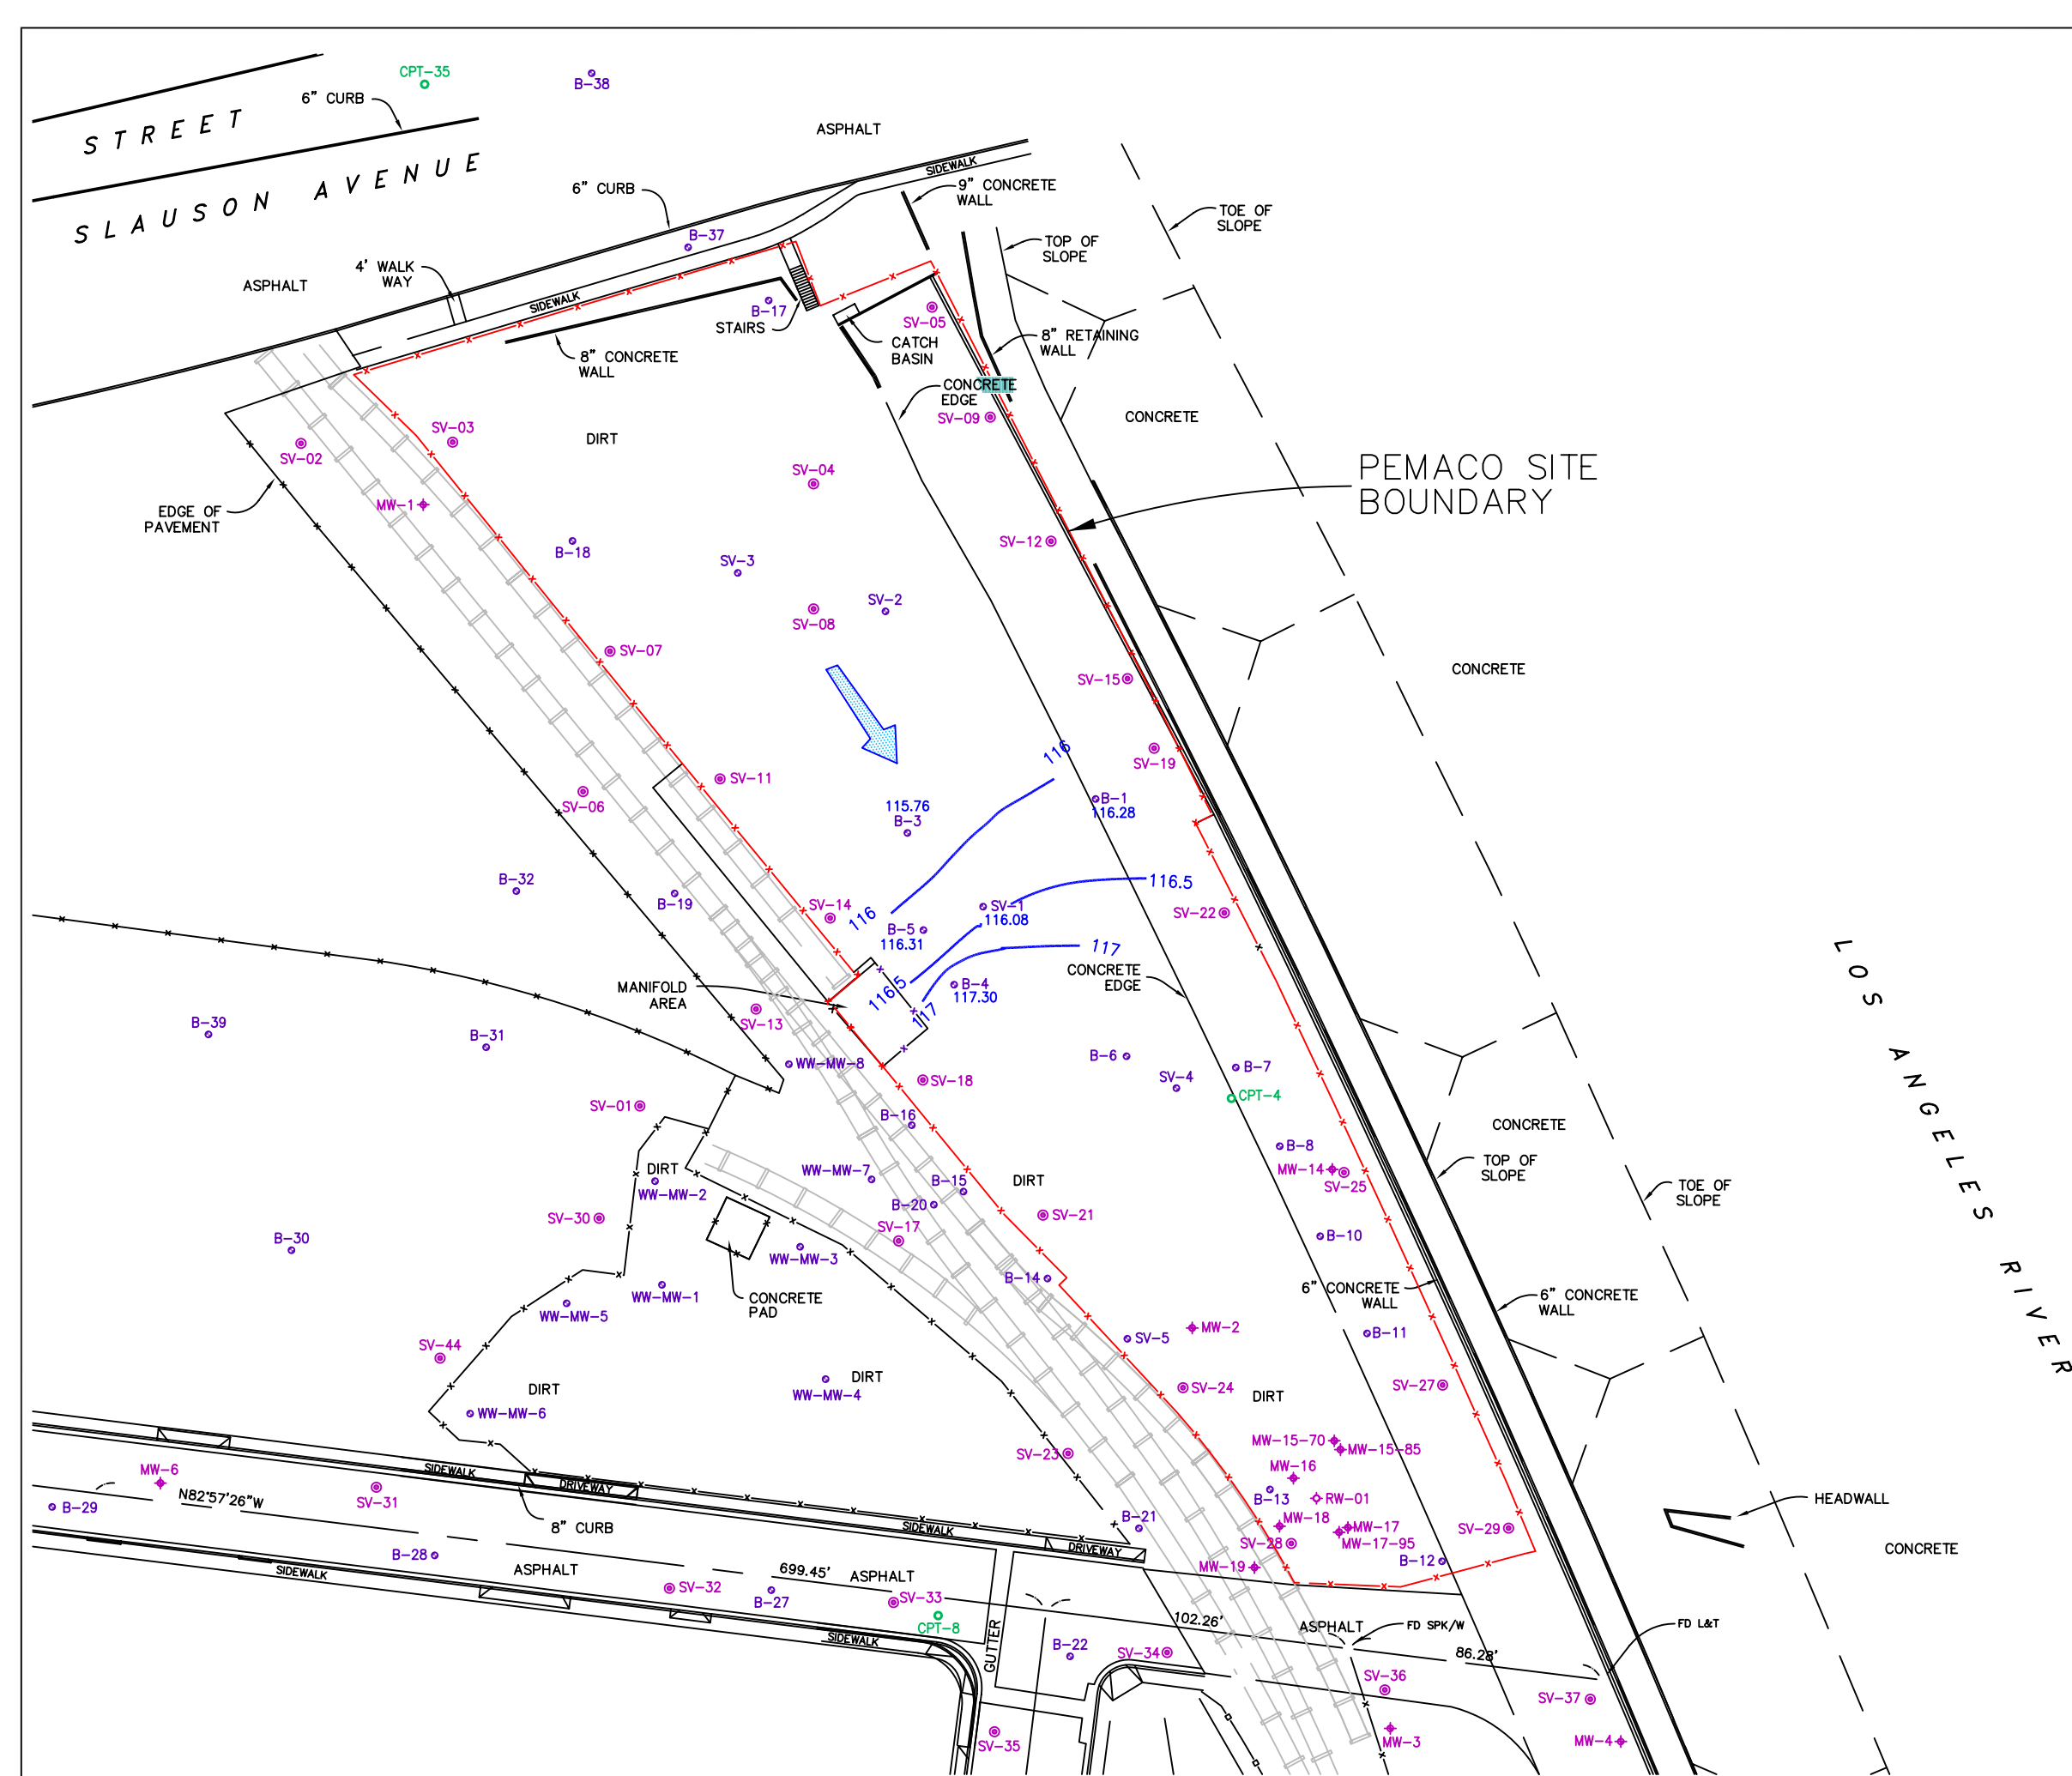 CPT-35
B-38
6" CURB
STREET
ASPHALT
SLAUSON AVENUE
SIDEWALK
6" CURB
9" CONCRETE
WALL
TOE OF
SLOPE
B-37
TOP OF
SLOPE
4' WALK
WAY
ASPHALT
SIDEWALK
B-17
STAIRS
SV-05
CATCH
BASIN
8" RETAINING
WALL
8" CONCRETE
WALL
CONCRETE
EDGE
SV-09
CONCRETE
SV-03
DIRT
SV-02
SV-04
PEMACO SITE
BOUNDARY
MW-1
EDGE OF
PAVEMENT
B-18
SV-12
SV-3
SV-2
SV-08
SV-07
CONCRETE
SV-15
116
SV-19
SV-11
SV-06
115.76
B-3
B-1
116.28
B-32
B-19
SV-14
116
116.5
SV-1
116.08
SV-22
B-5
116.31
117
LOS ANGELES RIVER
CONCRETE
EDGE
MANIFOLD
AREA
116.5
B-4
117.30
117
SV-13
B-39
B-31
WW-MW-8
B-6
B-7
SV-18
SV-4
CPT-4
SV-01
B-16
CONCRETE
B-8
DIRT
WW-MW-7
MW-14
SV-25
TOP OF
SLOPE
WW-MW-2
B-15
DIRT
B-20
TOE OF
SLOPE
SV-30
SV-21
SV-17
B-30
B-10
WW-MW-3
B-14
6" CONCRETE
WALL
6" CONCRETE
WALL
WW-MW-1
CONCRETE
PAD
WW-MW-5
MW-2
B-11
SV-5
SV-44
DIRT
DIRT
SV-24
SV-27
DIRT
WW-MW-4
WW-MW-6
MW-15-70
MW-15-85
SV-23
MW-6
SIDEWALK
MW-16
DRIVEWAY
SV-31
N82°57'26"W
B-29
B-13
RW-01
HEADWALL
8" CURB
SIDEWALK
B-21
MW-18
MW-17
SV-29
SV-28
MW-17-95
DRIVEWAY
CONCRETE
B-28
MW-19
B-12
SIDEWALK
ASPHALT
699.45'
ASPHALT
SV-32
B-27
SV-33
CPT-8
102.26'
ASPHALT
FD SPK/W
FD L&T
SIDEWALK
GUTTER
B-22
SV-34
86.28'
SV-36
SV-37
SV-35
MW-3
MW-4